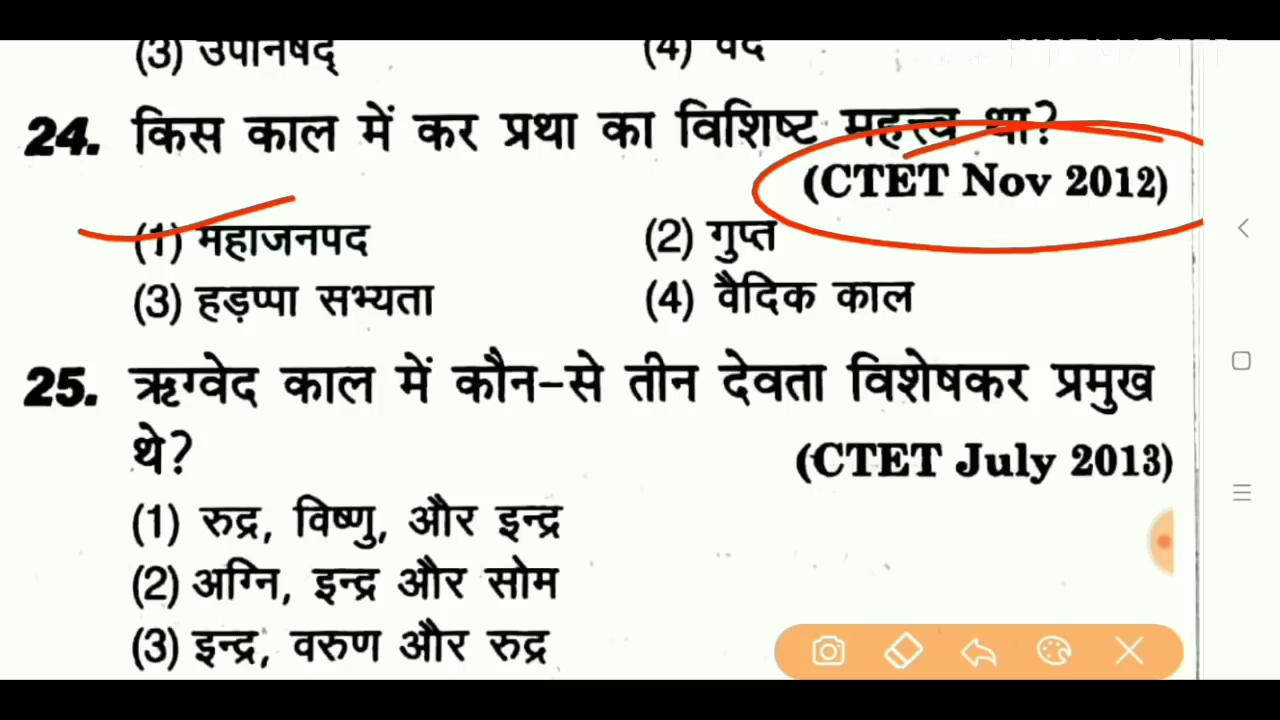 (3) उपनिषद् (4) वेद
24. किस काल में कर प्रथा का विशिष्ट महत्त्व था?
(CTET Nov 2012)
(1) महाजनपद (2) गुप्त
(3) हड़प्पा सभ्यता (4) वैदिक काल
25. ऋग्वेद काल में कौन-से तीन देवता विशेषकर प्रमुख
थे? (CTET July 2013)
(1) रुद्र, विष्णु, और इन्द्र
(2) अग्नि, इन्द्र और सोम
(3) इन्द्र, वरुण और रुद्र